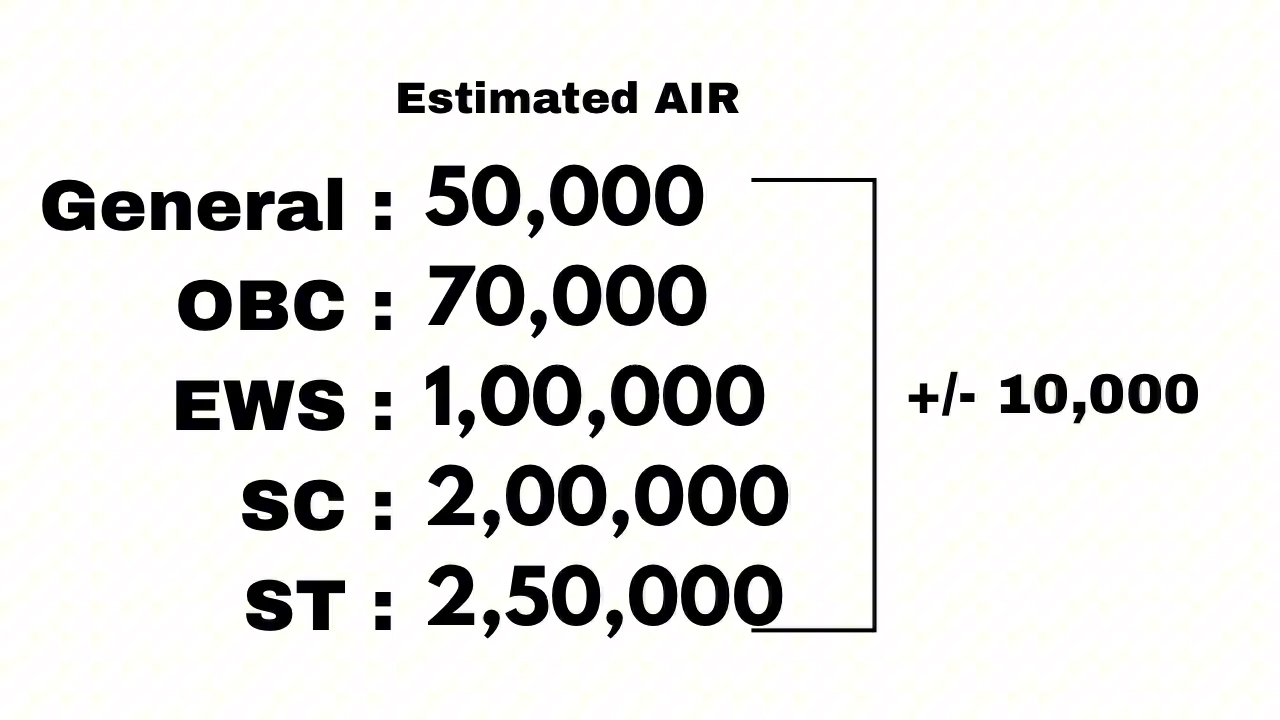 Estimated AIR
General : 50,000
OBC : 70,000
EWS : 1,00,000
+/- 10,000
SC : 2,00,000
ST : 2,50,000